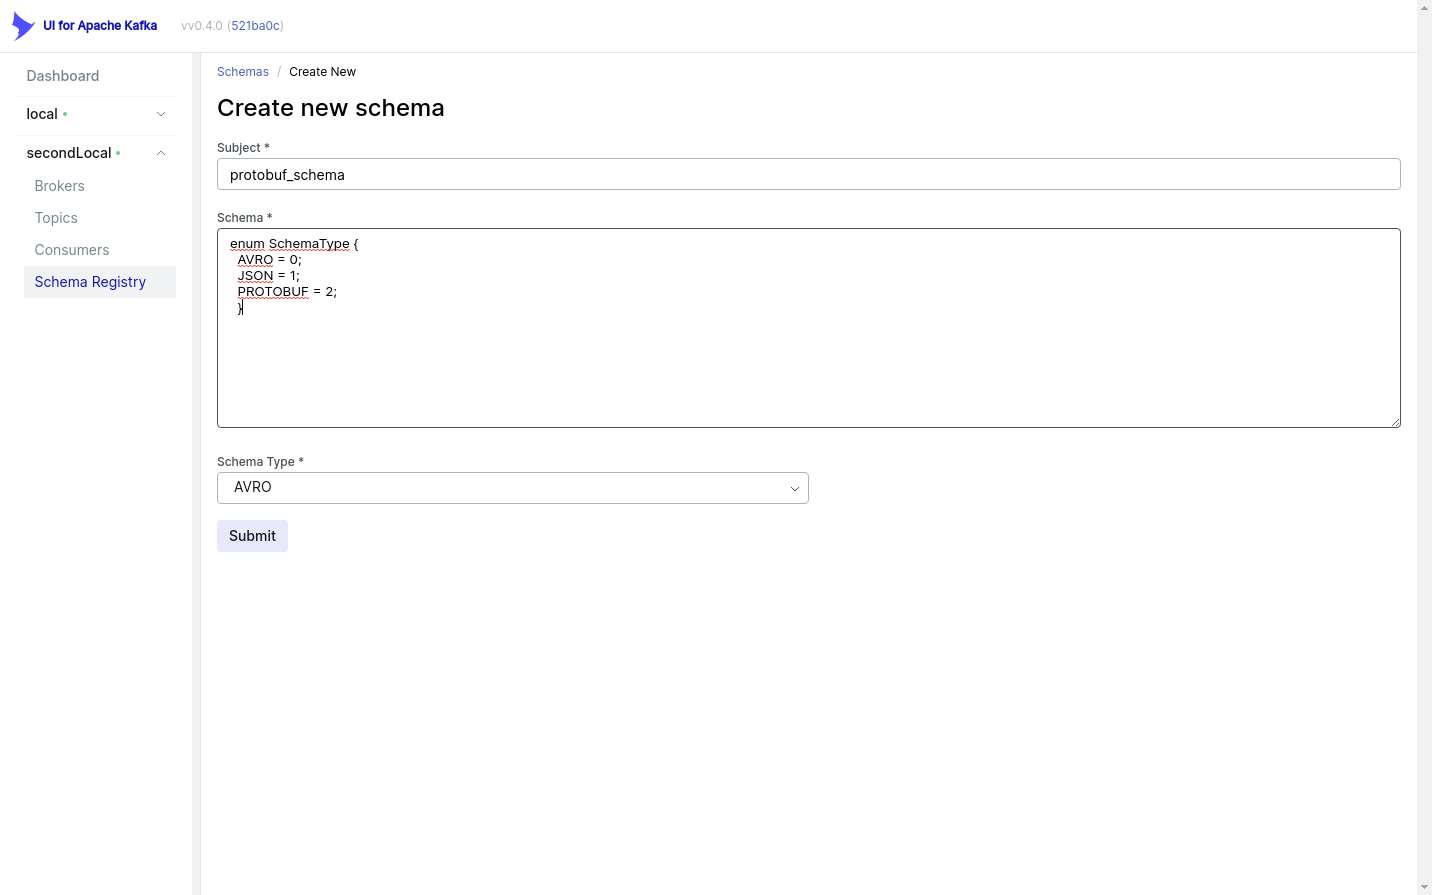 UI for Apache Kafka
vv0.4.0 (521ba0c)
Dashboard
local
secondLocal
Brokers
Topics
Consumers
Schema Registry
Schemas / Create New
Create new schema
Subject *
protobuf_schema
Schema *
enum SchemaType {
AVRO = 0;
JSON = 1;
PROTOBUF = 2;
}
Schema Type *
AVRO
Submit